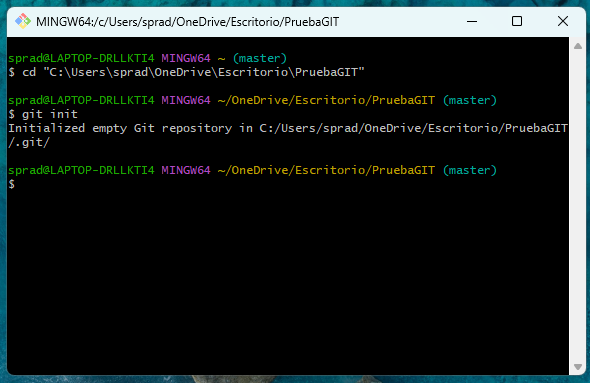 MINGW64:/c/Users/sprad/OneDrive/Escritorio/PruebaGIT
sprad@LAPTOP-DRLLKTI4 MINGW64 ~ (master)
$ cd "C:\Users\sprad\OneDrive\Escritorio\PruebaGIT"
sprad@LAPTOP-DRLLKTI4 MINGW64 ~/OneDrive/Escritorio/PruebaGIT (master)
$ git init
Initialized empty Git repository in C:/Users/sprad/OneDrive/Escritorio/PruebaGIT
/.git/
sprad@LAPTOP-DRLLKTI4 MINGW64 ~/OneDrive/Escritorio/PruebaGIT (master)
$